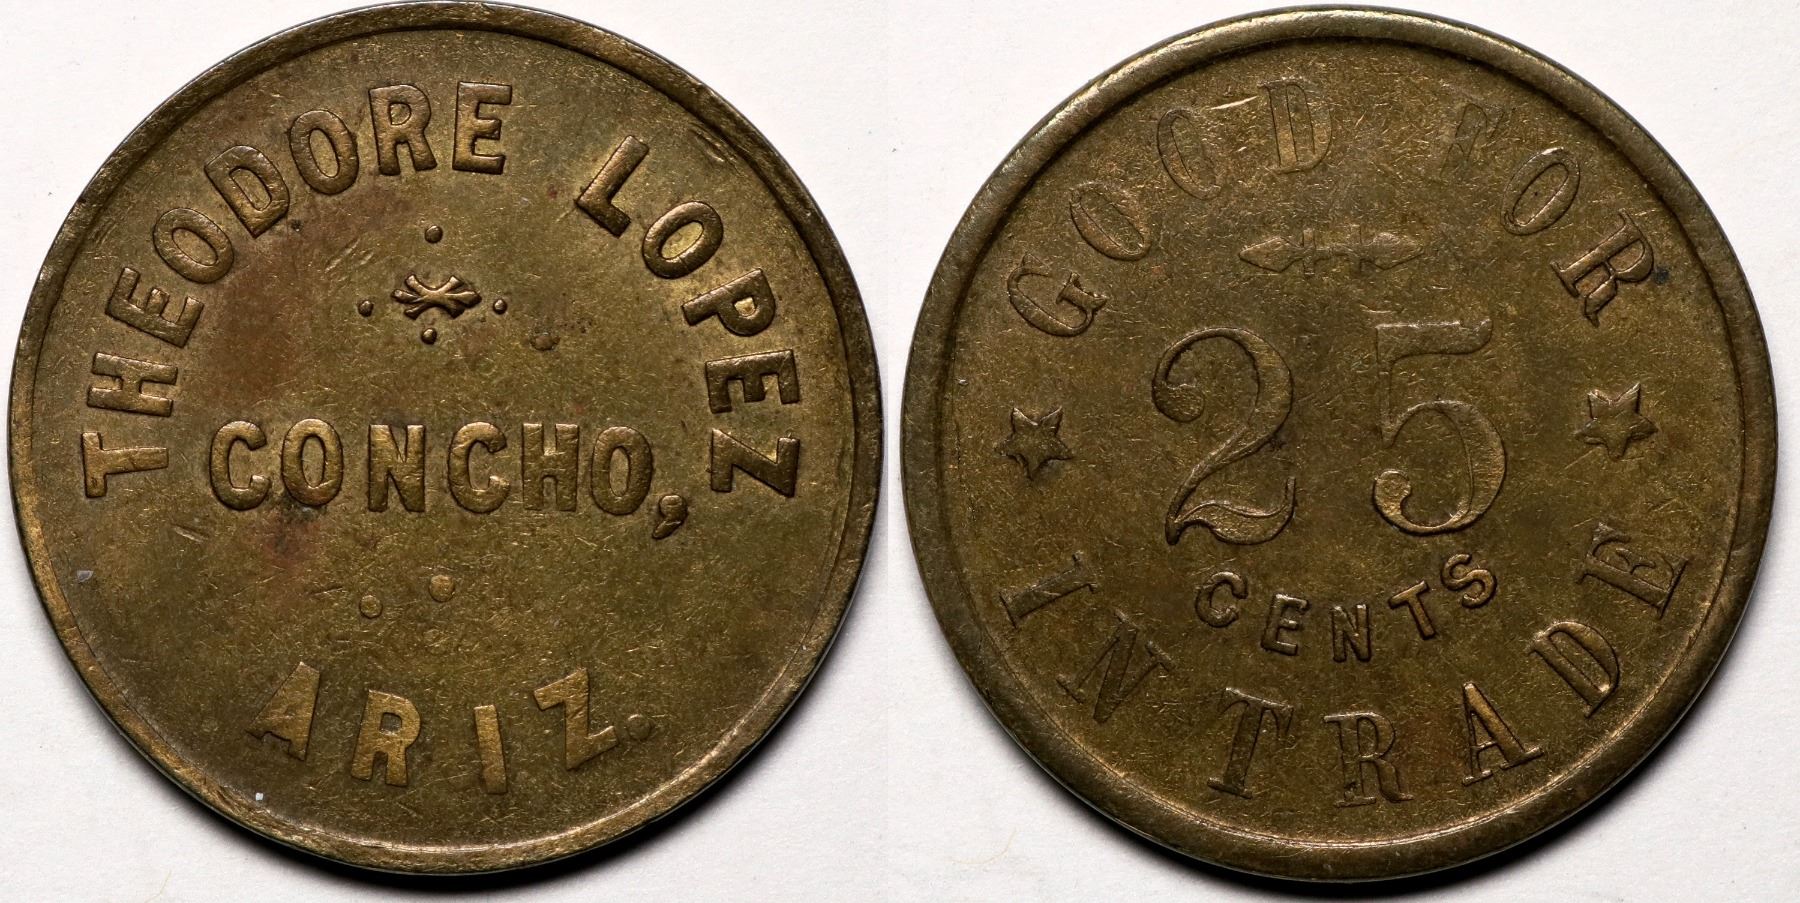 THEODORE LOPEZ
CONCHO,
ARIZ.
GOOD FOR
25
CENTS
IN TRADE